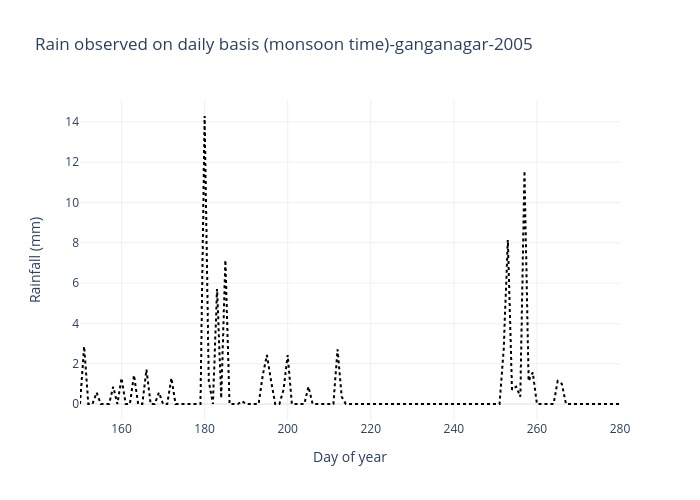 Rain observed on daily basis (monsoon time)-ganganagar-2005
14
12
10
8
6
4
2
0
Rainfall (mm)
160 180 200 220 240 260 280
Day of year